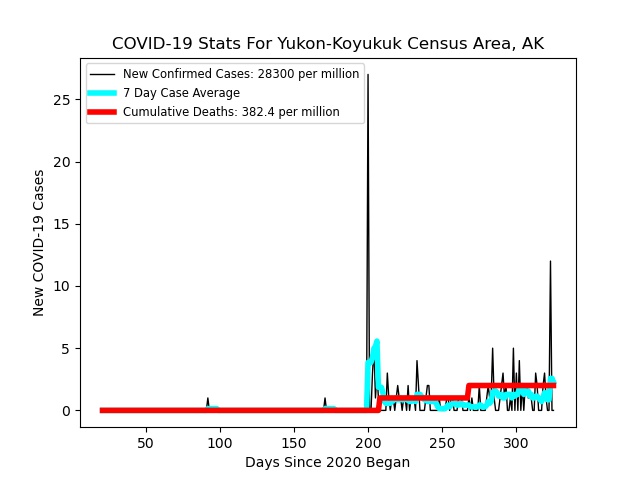 COVID-19 Stats For Yukon-Koyukuk Census Area, AK
New Confirmed Cases: 28300 per million
7 Day Case Average
Cumulative Deaths: 382.4 per million
New COVID-19 Cases
25
20
15
10
5
0
50 100 150 200 250 300
Days Since 2020 Began